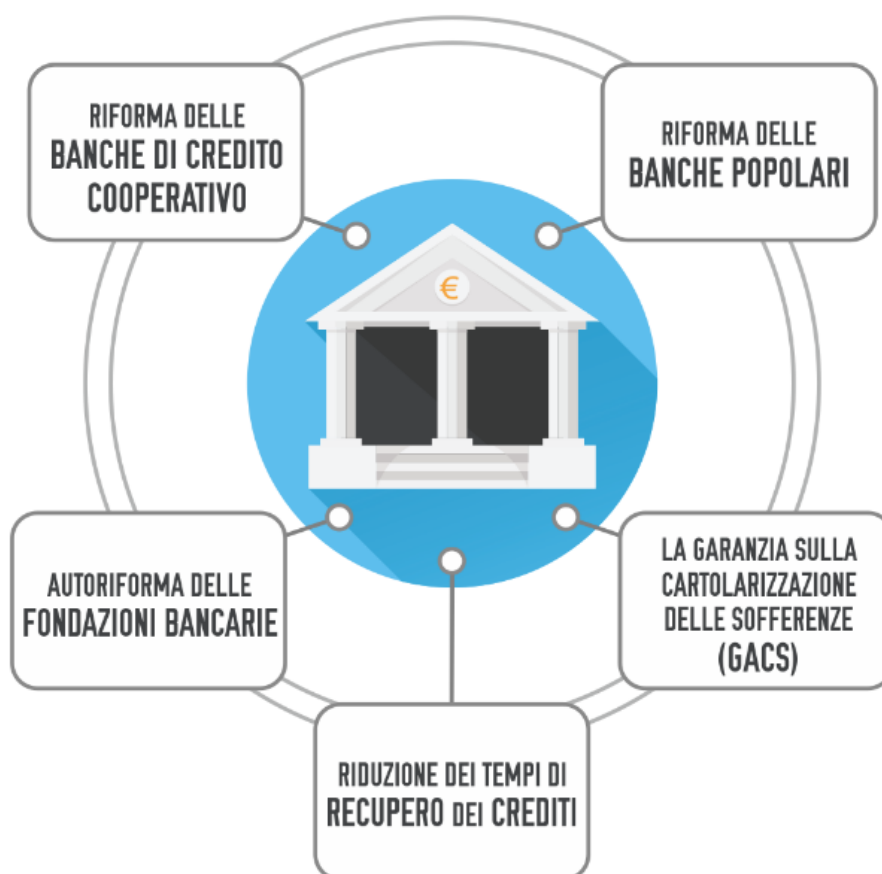 RIFORMA DELLE
BANCHE DI CREDITO
COOPERATIVO
RIFORMA DELLE
BANCHE POPOLARI
€
AUTORIFORMA DELLE
FONDAZIONI BANCARIE
LA GARANZIA SULLA
CARTOLARIZZAZIONE
DELLE SOFFERENZE
(GACS)
RIDUZIONE DEI TEMPI DI
RECUPERO DEI CREDITI